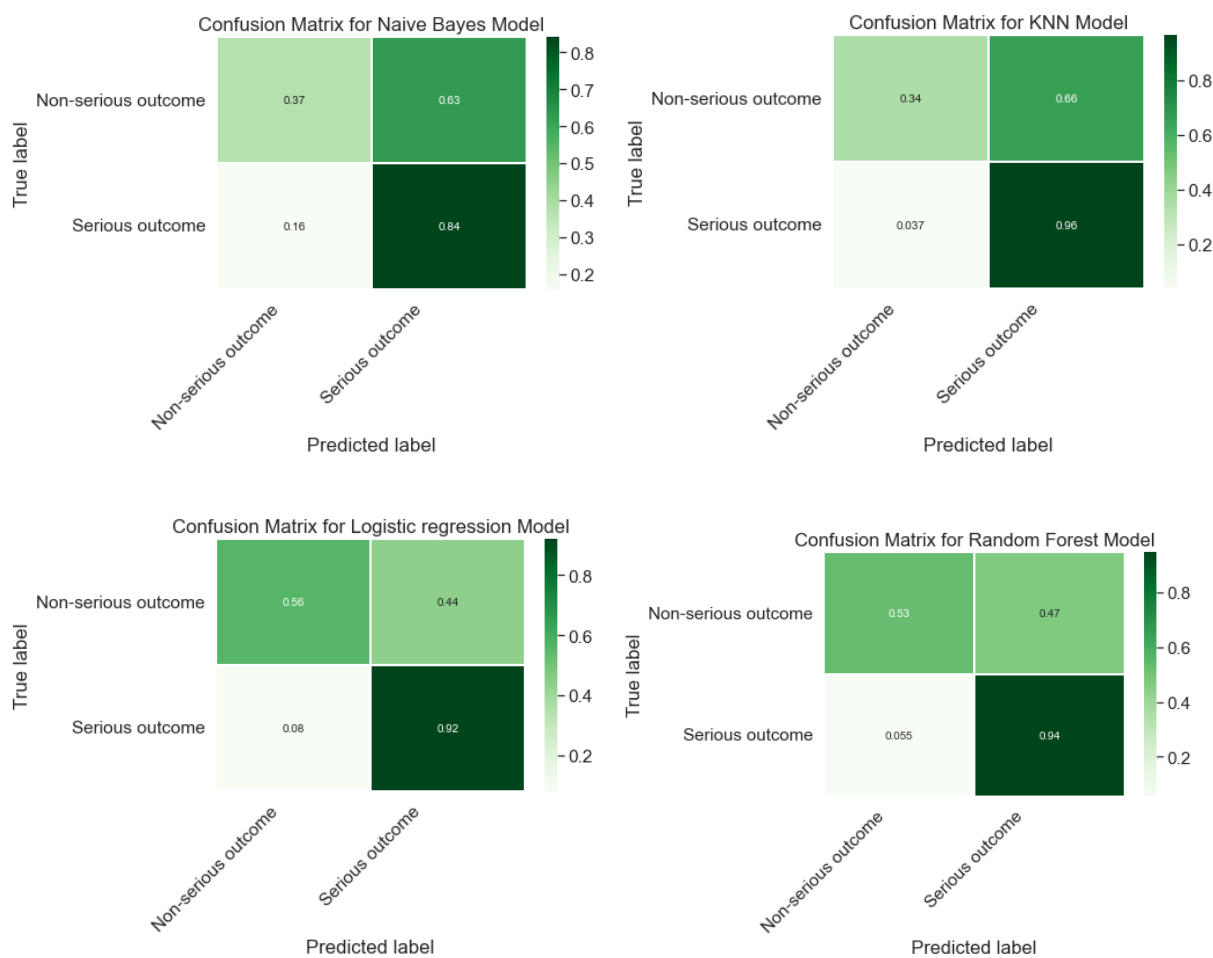 Confusion Matrix for Naive Bayes Model
True label
Non-serious outcome
0.37
0.63
Serious outcome
0.16
0.84
0.8
0.7
0.6
0.5
0.4
0.3
0.2
Non-serious outcome
Serious outcome
Predicted label
Confusion Matrix for KNN Model
True label
Non-serious outcome
0.34
0.66
Serious outcome
0.037
0.96
0.8
0.6
0.4
0.2
Non-serious outcome
Serious outcome
Predicted label
Confusion Matrix for Logistic regression Model
True label
Non-serious outcome
0.56
0.44
Serious outcome
0.08
0.92
0.8
0.6
0.4
0.2
Non-serious outcome
Serious outcome
Predicted label
Confusion Matrix for Random Forest Model
True label
Non-serious outcome
0.53
0.47
Serious outcome
0.055
0.94
0.8
0.6
0.4
0.2
Non-serious outcome
Serious outcome
Predicted label